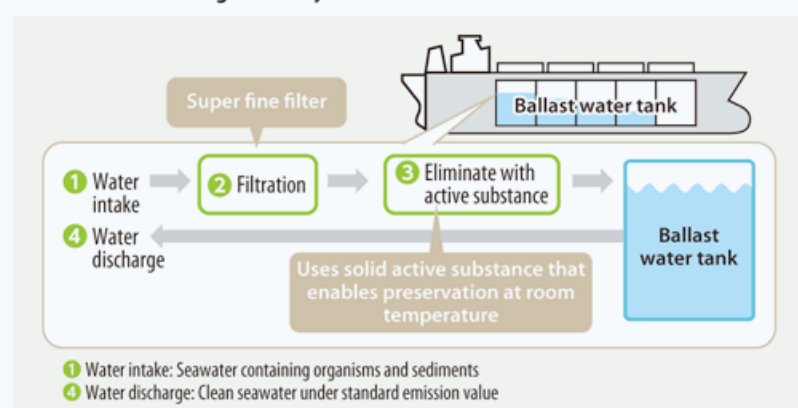 Super fine filter
Ballast water tank
1 Water
intake
2 Filtration
3 Eliminate with
active substance
4 Water
discharge
Ballast
water tank
Uses solid active substance that
enables preservation at room
temperature
1 Water intake: Seawater containing organisms and sediments
4 Water discharge: Clean seawater under standard emission value